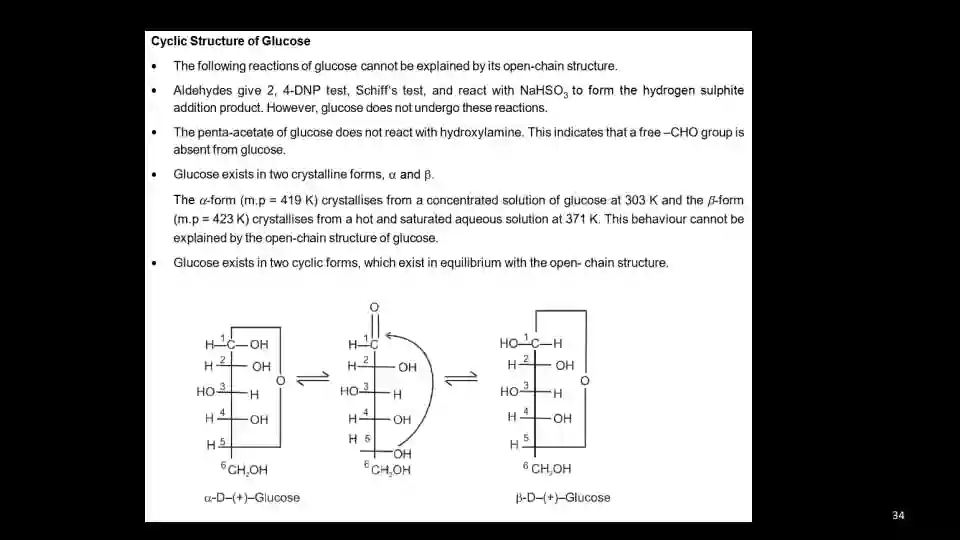 Cyclic Structure of Glucose
• The following reactions of glucose cannot be explained by its open-chain structure.
• Aldehydes give 2, 4-DNP test, Schiff's test, and react with NaHSO₃ to form the hydrogen sulphite
addition product. However, glucose does not undergo these reactions.
• The penta-acetate of glucose does not react with hydroxylamine. This indicates that a free –CHO group is
absent from glucose.
• Glucose exists in two crystalline forms, α and β.
The α-form (m.p = 419 K) crystallises from a concentrated solution of glucose at 303 K and the β-form
(m.p = 423 K) crystallises from a hot and saturated aqueous solution at 371 K. This behaviour cannot be
explained by the open-chain structure of glucose.
• Glucose exists in two cyclic forms, which exist in equilibrium with the open- chain structure.
H 1 C OH
H 2 OH
O
HO 3 H
H 4 OH
H 5
6 CH₂OH
α-D–(+)–Glucose
O
H 1 C
H 2 OH
HO 3 H
H 4 OH
H 5
OH
6 CH₂OH
HO 1 C H
H 2 OH
O
HO 3 H
H 4 OH
H 5
6 CH₂OH
β-D–(+)–Glucose
34